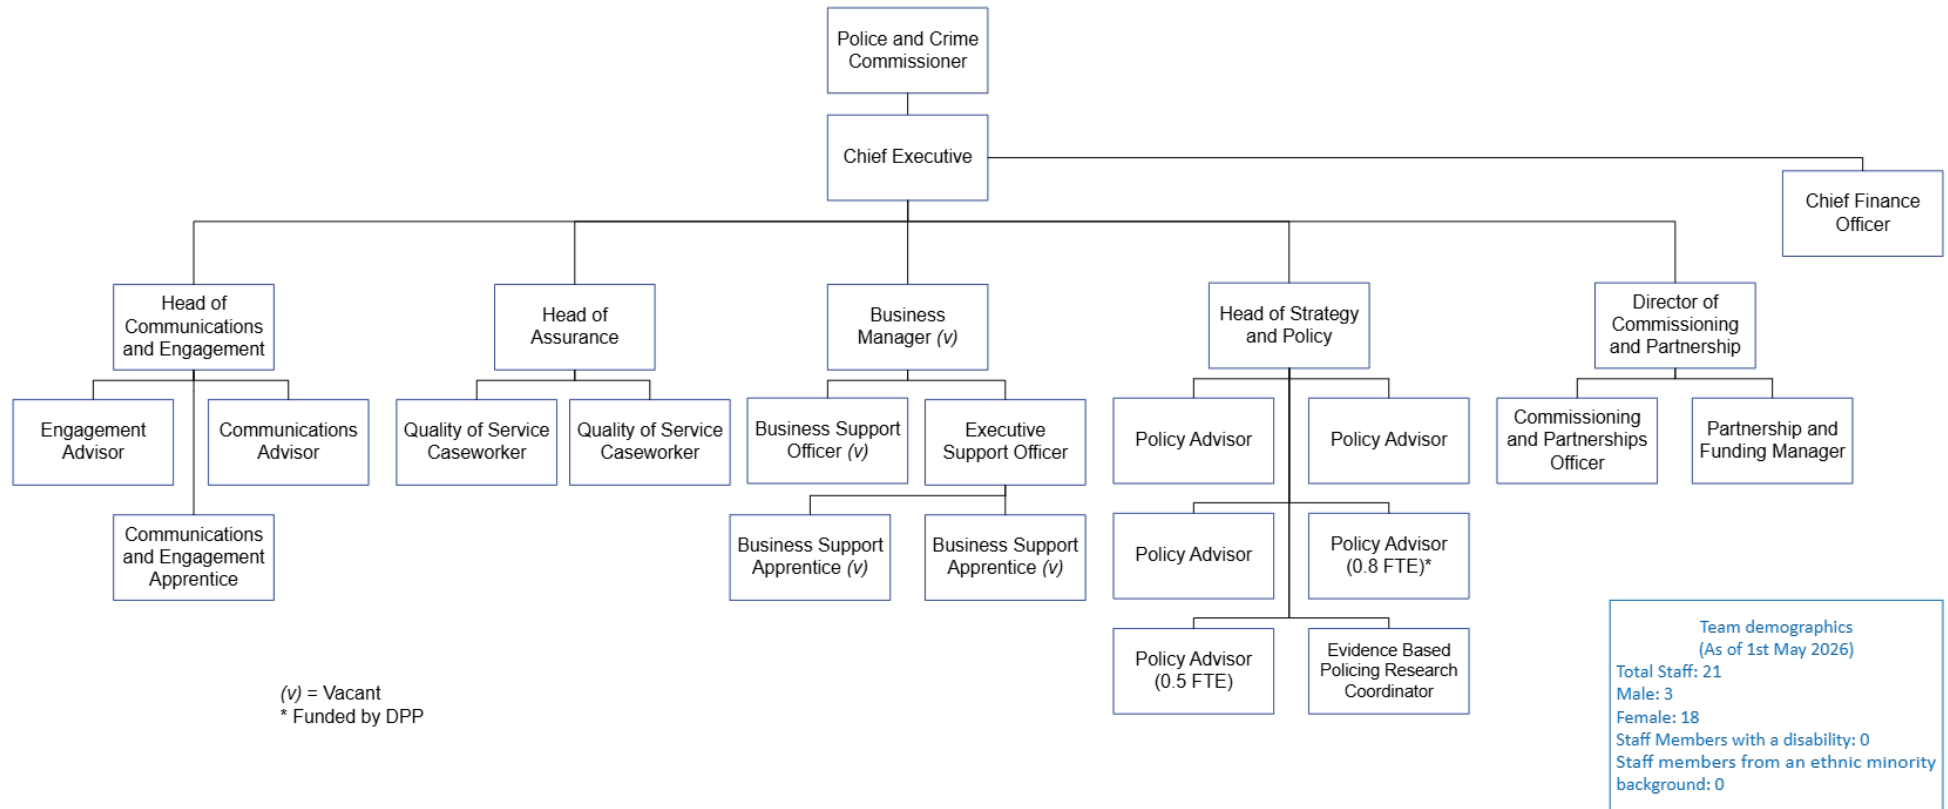 Police and Crime
Commissioner
Chief Executive
Chief Finance
Officer
Head of
Communications
and Engagement
Head of
Assurance
Business
Manager (v)
Head of Strategy
and Policy
Director of
Commissioning
and Partnership
Engagement
Advisor
Communications
Advisor
Quality of Service
Caseworker
Quality of Service
Caseworker
Business Support
Officer (v)
Executive
Support Officer
Policy Advisor
Policy Advisor
Commissioning
and Partnerships
Officer
Partnership and
Funding Manager
Communications
and Engagement
Apprentice
Business Support
Apprentice (v)
Business Support
Apprentice (v)
Policy Advisor
Policy Advisor
(0.8 FTE)*
Policy Advisor
(0.5 FTE)
Evidence Based
Policing Research
Coordinator
(v) = Vacant
* Funded by DPP
Team demographics
(As of 1st May 2026)
Total Staff: 21
Male: 3
Female: 18
Staff Members with a disability: 0
Staff members from an ethnic minority
background: 0